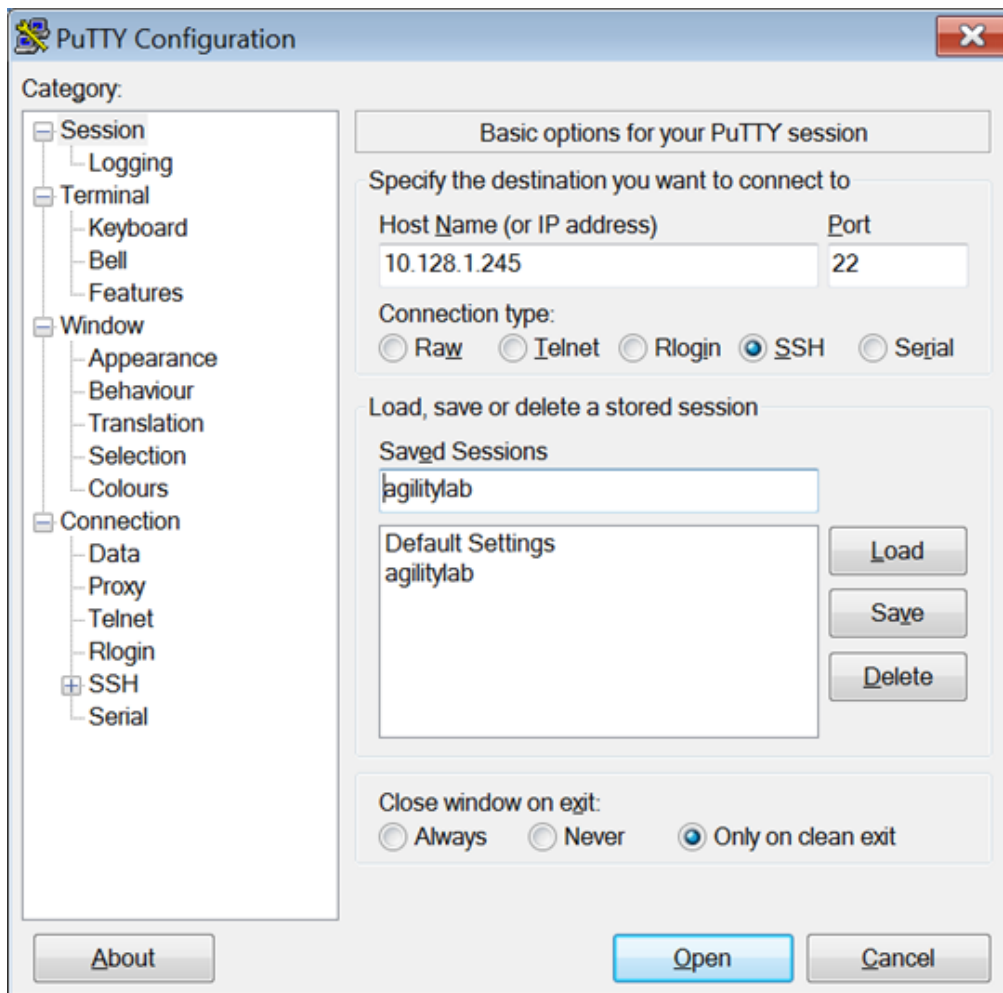 PuTTY Configuration
Category:
Session
Logging
Terminal
Keyboard
Bell
Features
Window
Appearance
Behaviour
Translation
Selection
Colours
Connection
Data
Proxy
Telnet
Rlogin
SSH
Serial
Basic options for your PuTTY session
Specify the destination you want to connect to
Host Name (or IP address) Port
10.128.1.245 22
Connection type:
Raw Telnet Rlogin SSH Serial
Load, save or delete a stored session
Saved Sessions
agilitylab
Default Settings
agilitylab
Load
Save
Delete
Close window on exit:
Always Never Only on clean exit
About Open Cancel